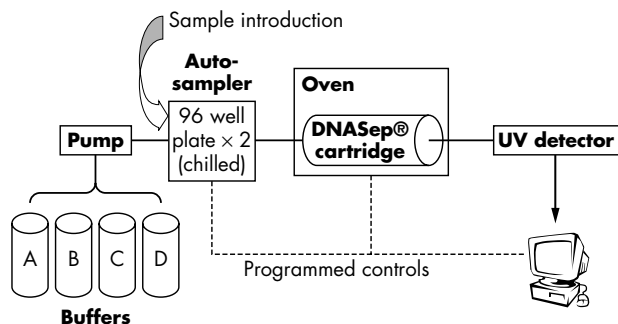 Sample introduction
Auto-
sampler
96 well
plate × 2
(chilled)
Oven
DNASep®
cartridge
Pump
UV detector
A B C D
Programmed controls
Buffers